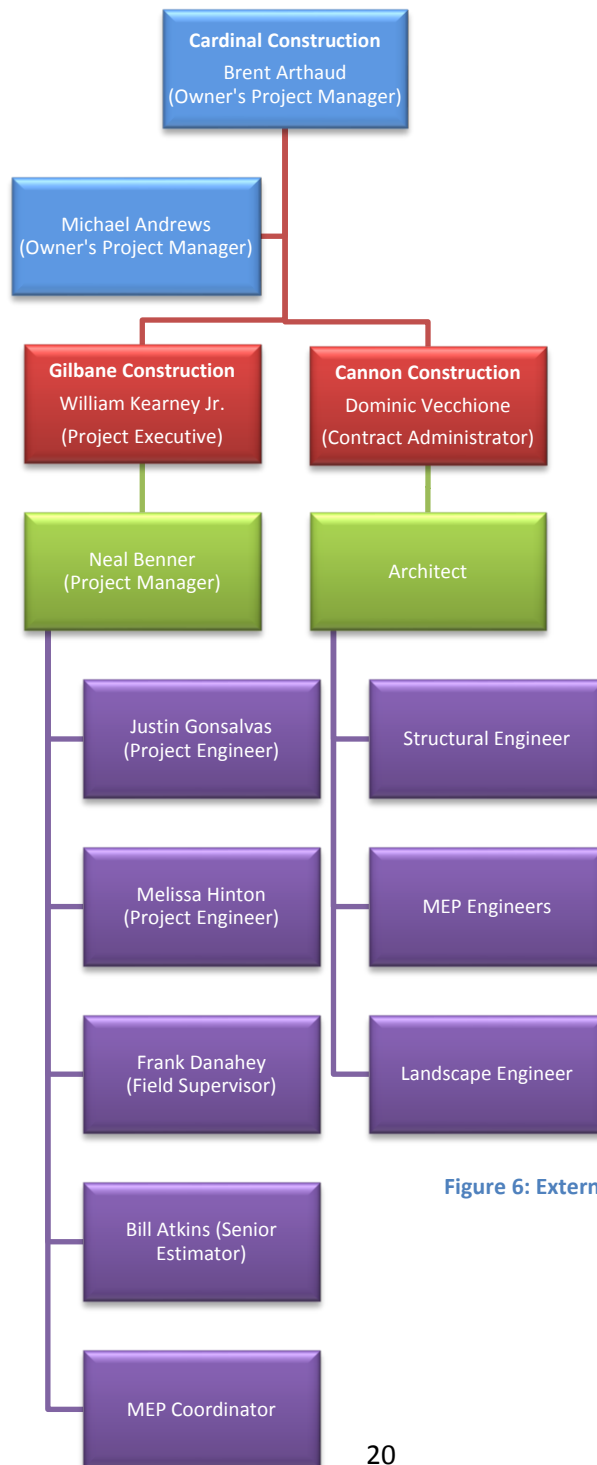 Cardinal Construction
Brent Arthaud
(Owner's Project Manager)
Michael Andrews
(Owner's Project Manager)
Gilbane Construction
William Kearney Jr.
(Project Executive)
Cannon Construction
Dominic Vecchione
(Contract Administrator)
Neal Benner
(Project Manager)
Architect
Justin Gonsalvas
(Project Engineer)
Structural Engineer
Melissa Hinton
(Project Engineer)
MEP Engineers
Frank Danahey
(Field Supervisor)
Landscape Engineer
Figure 6: Extern
Bill Atkins (Senior
Estimator)
MEP Coordinator
20